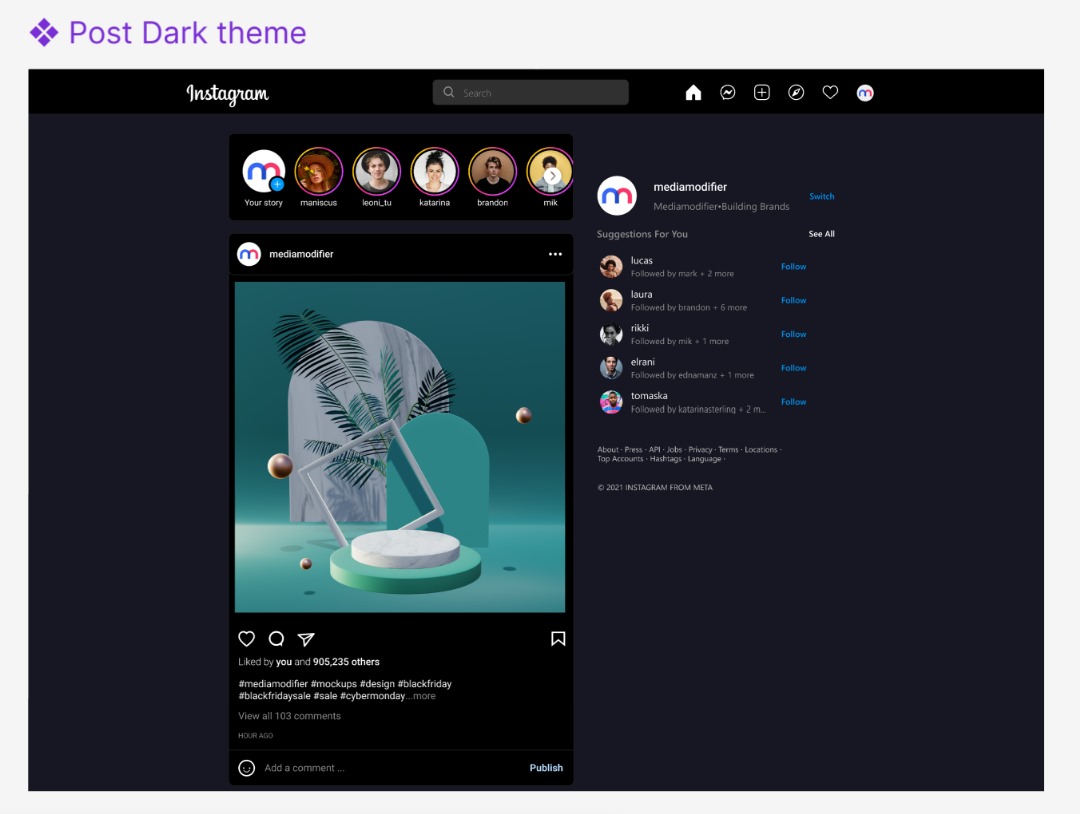 Post Dark theme
Instagram
Search
Your story
maniscus
leoni_tu
katarina
brandon
mik
mediamodifier
mediamodifier
Mediamodifier•Building Brands
Switch
Suggestions For You
See All
lucas
Followed by mark + 2 more
Follow
laura
Followed by brandon + 6 more
Follow
rikki
Followed by mik + 1 more
Follow
elrani
Followed by ednamanz + 1 more
Follow
tomaska
Followed by katarinasterling + 2 m...
Follow
About · Press · API · Jobs · Privacy · Terms · Locations ·
Top Accounts · Hashtags · Language ·
© 2021 INSTAGRAM FROM META
Liked by you and 905,235 others
#mediamodifier #mockups #design #blackfriday
#blackfridaysale #sale #cybermonday...more
View all 103 comments
HOUR AGO
Add a comment ...
Publish